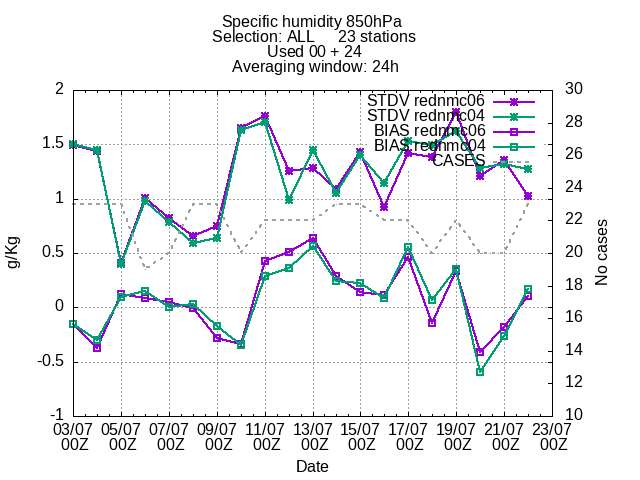 Specific humidity 850hPa
Selection: ALL 23 stations
Used 00 + 24
Averaging window: 24h
STDV rednmc06
STDV rednmc04
BIAS rednmc06
BIAS rednmc04
CASES
2
1.5
1
0.5
0
-0.5
-1
g/Kg
30
28
26
24
22
20
18
16
14
12
10
No cases
03/07 05/07 07/07 09/07 11/07 13/07 15/07 17/07 19/07 21/07 23/07
00Z 00Z 00Z 00Z 00Z 00Z 00Z 00Z 00Z 00Z 00Z
Date